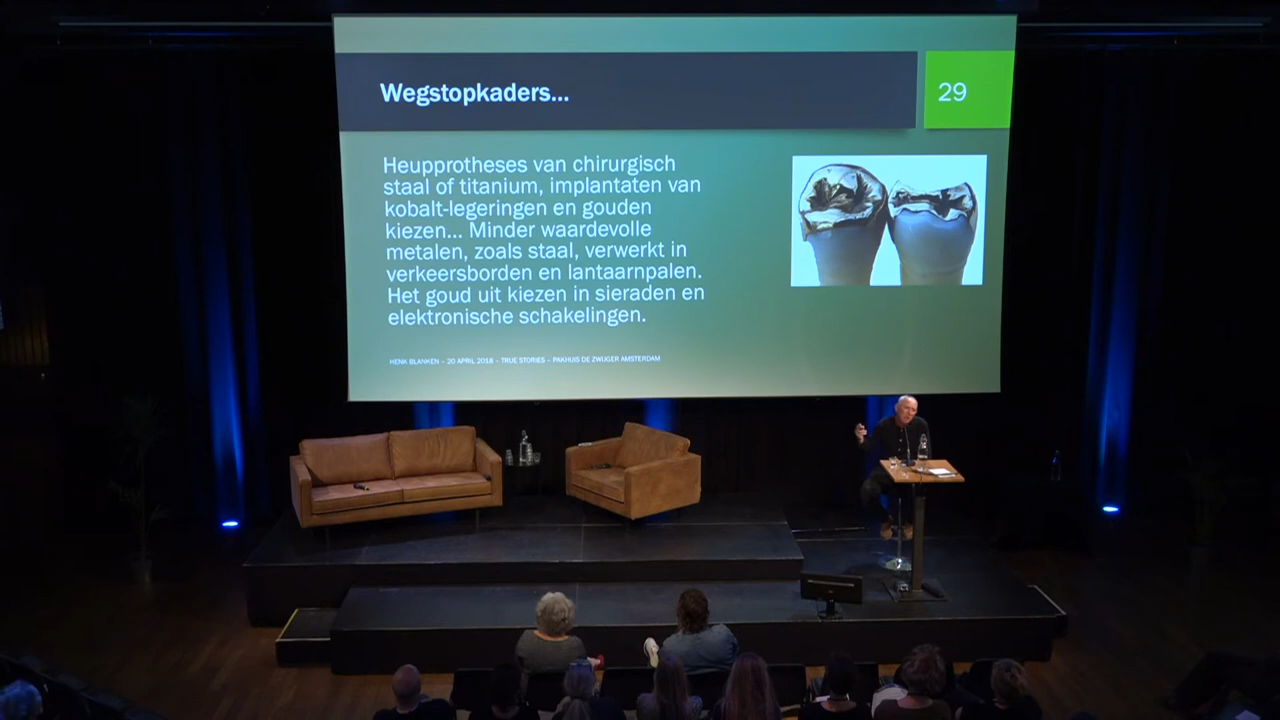 Wegstopkaders...
29
Heupprotheses van chirurgisch
staal of titanium, implantaten van
kobalt-legeringen en gouden
kiezen... Minder waardevolle
metalen, zoals staal, verwerkt in
verkeersborden en lantaarnpalen.
Het goud uit kiezen in sieraden en
elektronische schakelingen.
HENK BLANKEN – 20 APRIL 2018 – TRUE STORIES – PAKHUIS DE ZWIJGER AMSTERDAM